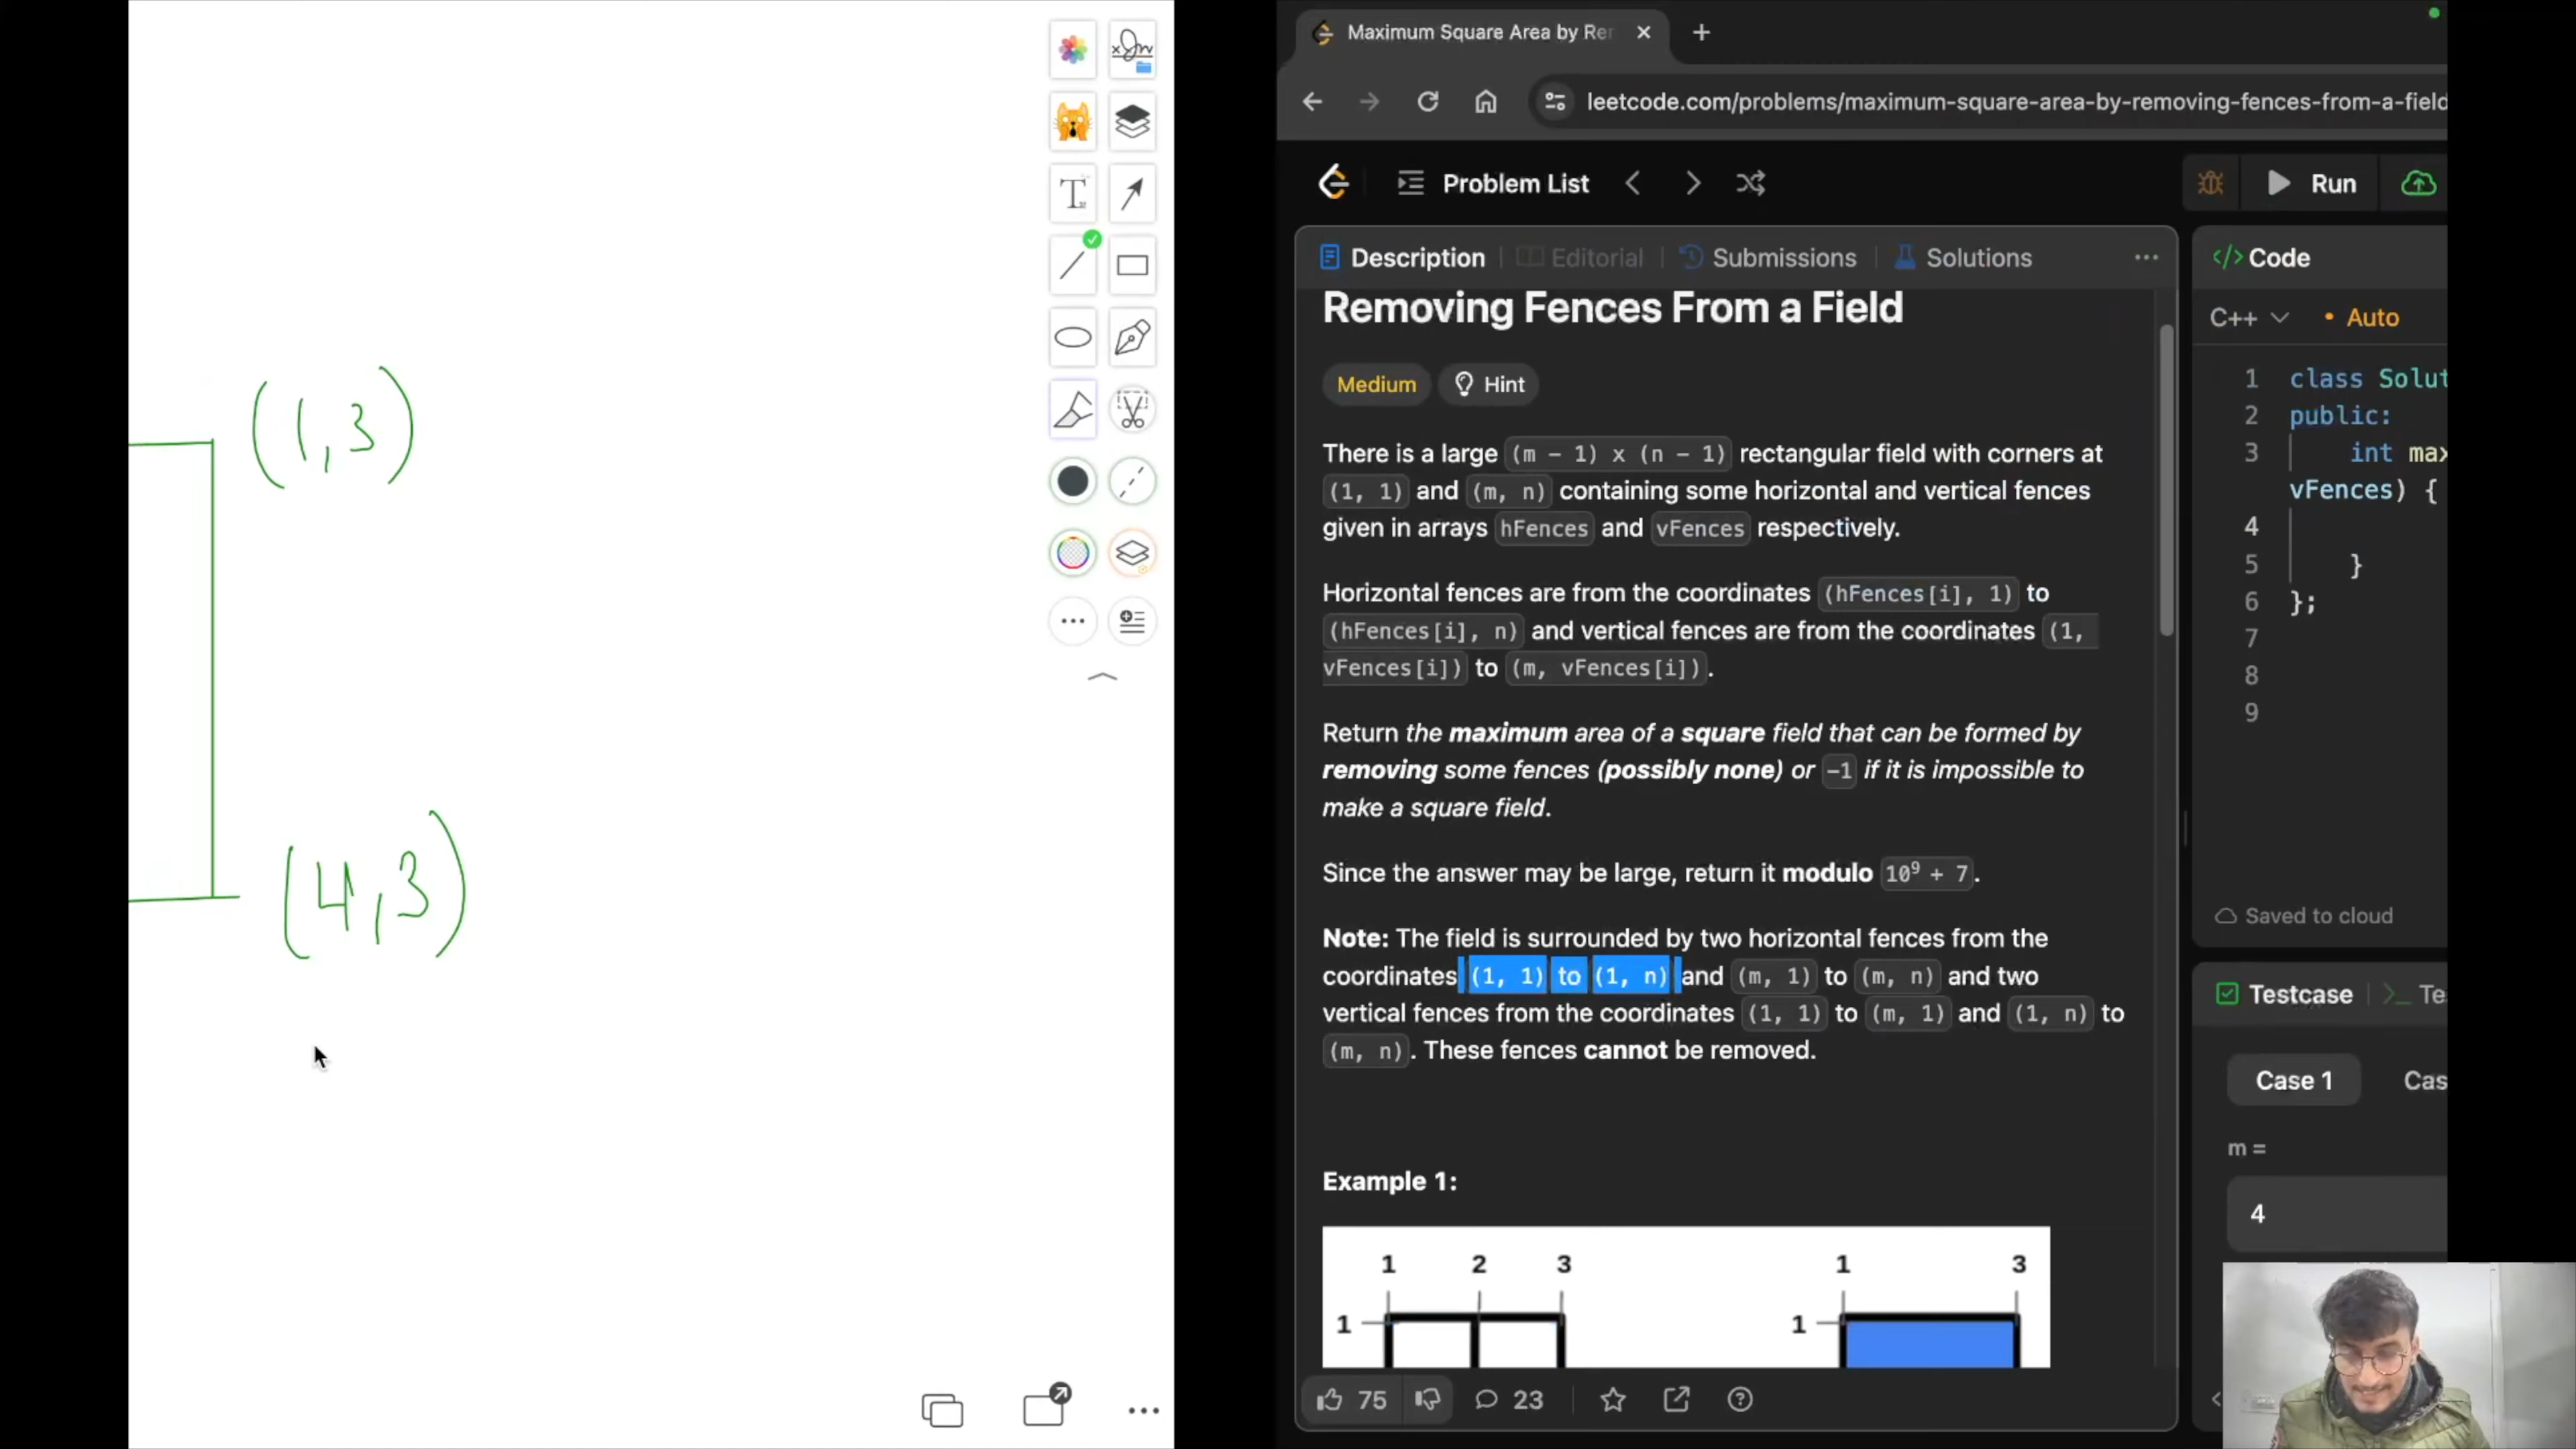 (1,3)
(4,3)
T
Maximum Square Area by Rer
leetcode.com/problems/maximum-square-area-by-removing-fences-from-a-field
Problem List
Run
Description
Editorial
Submissions
Solutions
Removing Fences From a Field
Medium
Hint
There is a large (m - 1) x (n - 1) rectangular field with corners at
(1, 1) and (m, n) containing some horizontal and vertical fences
given in arrays hFences and vFences respectively.
Horizontal fences are from the coordinates (hFences[i], 1) to
(hFences[i], n) and vertical fences are from the coordinates (1,
vFences[i]) to (m, vFences[i]).
Return the maximum area of a square field that can be formed by
removing some fences (possibly none) or -1 if it is impossible to
make a square field.
Since the answer may be large, return it modulo 10⁹ + 7.
Note: The field is surrounded by two horizontal fences from the
coordinates (1, 1) to (1, n) and (m, 1) to (m, n) and two
vertical fences from the coordinates (1, 1) to (m, 1) and (1, n) to
(m, n). These fences cannot be removed.
Example 1:
1 2 3
1
1 3
1
75
23
</> Code
C++
• Auto
1 class Solut
2 public:
3 int max
vFences) {
4
5 }
6 };
7
8
9
Saved to cloud
Testcase
>_ Te
Case 1
Cas
m =
4